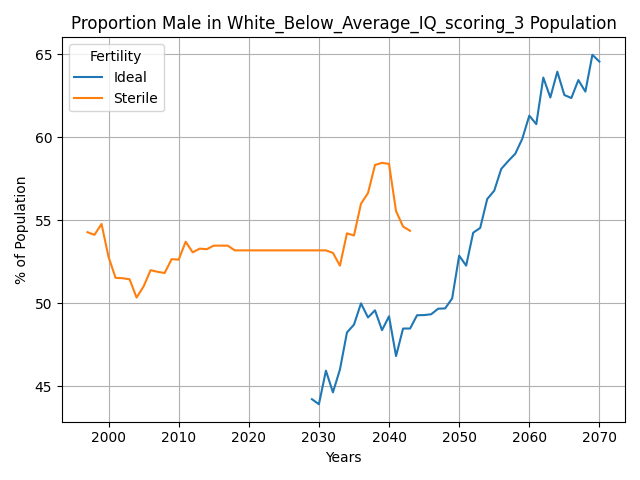 Proportion Male in White_Below_Average_IQ_scoring_3 Population
Fertility
Ideal
Sterile
% of Population
65
60
55
50
45
2000
2010
2020
2030
2040
2050
2060
2070
Years